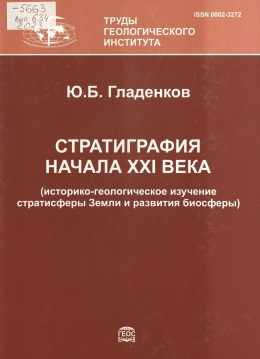 -5663
вып.634
2023
ТРУДЫ
ГЕОЛОГИЧЕСКОГО
ИНСТИТУТА
ISSN 0002-3272
Ю.Б. Гладенков
СТРАТИГРАФИЯ
НАЧАЛА XXI ВЕКА
(историко-геологическое изучение
стратисферы Земли и развития биосферы)
ГЕОС